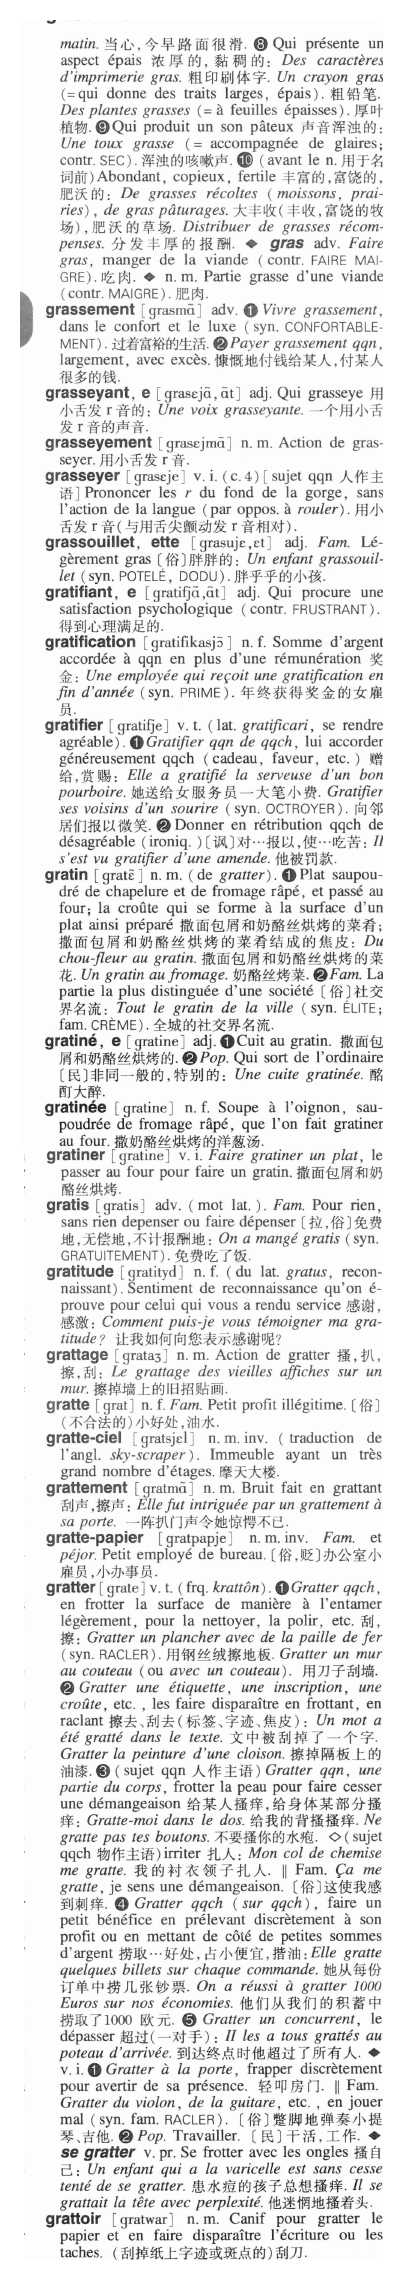 matin. 当心,今早路面很滑. ❽ Qui présente un
aspect épais 浓厚的, 黏稠的: Des caractères
d'imprimerie gras. 粗印刷体字. Un crayon gras
(=qui donne des traits larges, épais). 粗铅笔.
Des plantes grasses (= à feuilles épaisses). 厚叶
植物. ❾Qui produit un son pâteux 声音浑浊的:
Une toux grasse (= accompagnée de glaires;
contr. SEC). 浑浊的咳嗽声. ❿ (avant le n. 用于名
词前) Abondant, copieux, fertile 丰富的,富饶的,
肥沃的: De grasses récoltes (moissons, prai-
ries), de gras pâturages. 大丰收(丰收,富饶的牧
场),肥沃的草场. Distribuer de grasses récom-
penses. 分发丰厚的报酬. ◆ gras adv. Faire
gras, manger de la viande (contr. FAIRE MAI-
GRE). 吃肉. ◆ n. m. Partie grasse d'une viande
(contr. MAIGRE). 肥肉.
grassement [grasmɑ̃] adv. ❶ Vivre grassement,
dans le confort et le luxe (syn. CONFORTABLE-
MENT). 过着富裕的生活. ❷ Payer grassement qqn,
largement, avec excès. 慷慨地付钱给某人,付某人
很多的钱.
grasseyant, e [grasɛjɑ̃,ɑ̃t] adj. Qui grasseye 用
小舌发 r 音的: Une voix grasseyante. 一个用小舌
发 r 音的声音.
grasseyement [grasɛjmɑ̃] n. m. Action de gras-
seyer. 用小舌发 r 音.
grasseyer [grasɛje] v. i. (c. 4) [sujet qqn 人作主
语] Prononcer les r du fond de la gorge, sans
l'action de la langue (par oppos. à rouler). 用小
舌发 r 音(与用舌尖颤动发 r 音相对).
grassouillet, ette [grasujɛ,ɛt] adj. Fam. Lé-
gèrement gras [俗]胖胖的: Un enfant grassouil-
let (syn. POTELÉ, DODU). 胖乎乎的小孩.
gratifiant, e [gratifjɑ̃,ɑ̃t] adj. Qui procure une
satisfaction psychologique (contr. FRUSTRANT).
得到心理满足的.
gratification [gratifikasjɔ̃] n. f. Somme d'argent
accordée à qqn en plus d'une rémunération 奖
金: Une employée qui reçoit une gratification en
fin d'année (syn. PRIME). 年终获得奖金的女雇
员.
gratifier [gratifje] v. t. (lat. gratificari, se rendre
agréable). ❶Gratifier qqn de qqch, lui accorder
généreusement qqch (cadeau, faveur, etc.) 赠
给,赏赐: Elle a gratifié la serveuse d'un bon
pourboire. 她送给女服务员一大笔小费. Gratifier
ses voisins d'un sourire (syn. OCTROYER). 向邻
居们报以微笑. ❷ Donner en rétribution qqch de
désagréable (ironiq.) [讽]对…报以,使…吃苦: Il
s'est vu gratifier d'une amende. 他被罚款.
gratin [gratɛ̃] n. m. (de gratter). ❶Plat saupou-
dré de chapelure et de fromage râpé, et passé au
four; la croûte qui se forme à la surface d'un
plat ainsi préparé 撒面包屑和奶酪丝烘烤的菜肴;
撒面包屑和奶酪丝烘烤的菜肴结成的焦皮: Du
chou-fleur au gratin. 撒面包屑和奶酪丝烘烤的菜
花. Un gratin au fromage. 奶酪丝烤菜. ❷Fam. La
partie la plus distinguée d'une société [俗]社交
界名流: Tout le gratin de la ville (syn. ÉLITE;
fam. CRÈME). 全城的社交界名流.
gratiné, e [gratine] adj. ❶Cuit au gratin. 撒面包
屑和奶酪丝烘烤的. ❷Pop. Qui sort de l'ordinaire
[民]非同一般的,特别的: Une cuite gratinée. 酩
酊大醉.
gratinée [gratine] n. f. Soupe à l'oignon, sau-
poudrée de fromage râpé, que l'on fait gratiner
au four. 撒奶酪丝烘烤的洋葱汤.
gratiner [gratine] v. i. Faire gratiner un plat, le
passer au four pour faire un gratin. 撒面包屑和奶
酪丝烘烤.
gratis [gratis] adv. (mot lat.). Fam. Pour rien,
sans rien depenser ou faire dépenser [拉,俗]免费
地,无偿地,不计报酬地: On a mangé gratis (syn.
GRATUITEMENT). 免费吃了饭.
gratitude [gratityd] n. f. (du lat. gratus, recon-
naissant). Sentiment de reconnaissance qu'on é-
prouve pour celui qui vous a rendu service 感谢,
感激: Comment puis-je vous témoigner ma gra-
titude? 让我如何向您表示感谢呢?
grattage [grataʒ] n. m. Action de gratter 搔,扒,
擦,刮: Le grattage des vieilles affiches sur un
mur. 擦掉墙上的旧招贴画.
gratte [grat] n. f. Fam. Petit profit illégitime. [俗]
(不合法的)小好处,油水.
gratte-ciel [gratsjɛl] n. m. inv. (traduction de
l'angl. sky-scraper). Immeuble ayant un très
grand nombre d'étages. 摩天大楼.
grattement [gratmɑ̃] n. m. Bruit fait en grattant
刮声,擦声: Elle fut intriguée par un grattement à
sa porte. 一阵扒门声令她惊愕不已.
gratte-papier [gratpapje] n. m. inv. Fam. et
péjor. Petit employé de bureau. [俗,贬]办公室小
雇员,小办事员.
gratter [grate] v. t. (frq. krattôn). ❶Gratter qqch,
en frotter la surface de manière à l'entamer
légèrement, pour la nettoyer, la polir, etc. 刮,
擦: Gratter un plancher avec de la paille de fer
(syn. RACLER). 用钢丝绒擦地板. Gratter un mur
au couteau (ou avec un couteau). 用刀子刮墙.
❷ Gratter une étiquette, une inscription, une
croûte, etc., les faire disparaître en frottant, en
raclant 擦去、刮去(标签、字迹、焦皮): Un mot a
été gratté dans le texte. 文中被刮掉了一个字.
Gratter la peinture d'une cloison. 擦掉隔板上的
油漆. ❸ (sujet qqn 人作主语) Gratter qqn, une
partie du corps, frotter la peau pour faire cesser
une démangeaison 给某人搔痒,给身体某部分搔
痒: Gratte-moi dans le dos. 给我的背搔搔痒. Ne
gratte pas tes boutons. 不要搔你的水疱. ◇(sujet
qqch 物作主语) irriter 扎人: Mon col de chemise
me gratte. 我的衬衣领子扎人. ‖ Fam. Ça me
gratte, je sens une démangeaison. [俗]这使我感
到刺痒. ❹ Gratter qqch (sur qqch), faire un
petit bénéfice en prélevant discrètement à son
profit ou en mettant de côté de petites sommes
d'argent 捞取…好处,占小便宜,揩油: Elle gratte
quelques billets sur chaque commande. 她从每份
订单中捞几张钞票. On a réussi à gratter 1000
Euros sur nos économies. 他们从我们的积蓄中
捞取了1000 欧元. ❺ Gratter un concurrent, le
dépasser 超过(一对手): Il les a tous grattés au
poteau d'arrivée. 到达终点时他超过了所有人. ◆
v. i. ❶ Gratter à la porte, frapper discrètement
pour avertir de sa présence. 轻叩房门. ‖ Fam.
Gratter du violon, de la guitare, etc., en jouer
mal (syn. fam. RACLER). [俗]蹩脚地弹奏小提
琴、吉他. ❷ Pop. Travailler. [民]干活,工作. ◆
se gratter v. pr. Se frotter avec les ongles 搔自
己: Un enfant qui a la varicelle est sans cesse
tenté de se gratter. 患水痘的孩子总想搔痒. Il se
grattait la tête avec perplexité. 他迷惘地搔着头.
grattoir [gratwar] n. m. Canif pour gratter le
papier et en faire disparaître l'écriture ou les
taches. (刮掉纸上字迹或斑点的)刮刀.